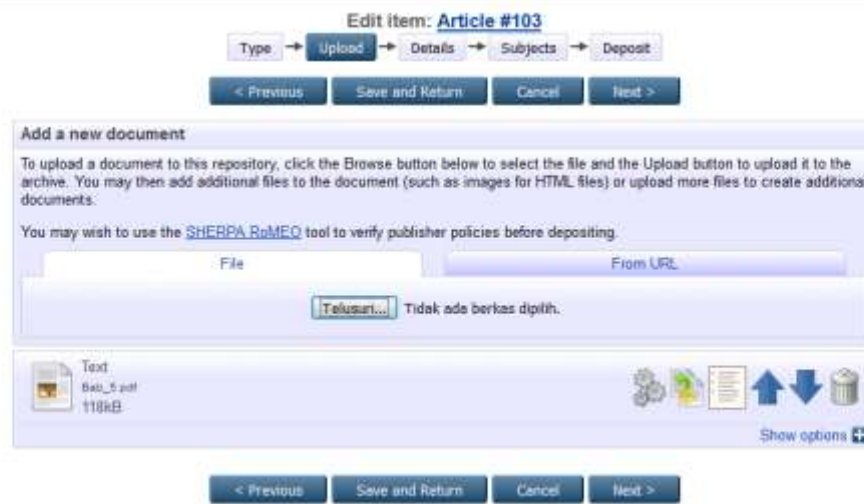 Edit item: Article #103
Type → Upload → Details → Subjects → Deposit
< Previous Save and Return Cancel Next >
Add a new document
To upload a document to this repository, click the Browse button below to select the file and the Upload button to upload it to the
archive. You may then add additional files to the document (such as images for HTML files) or upload more files to create additiona
documents.
You may wish to use the SHERPA RoMEO tool to verify publisher policies before depositing.
File From URL
Telusuri... Tidak ada berkas dipilih.
Text
Bab_5.pdf
118kB
Show options
< Previous Save and Return Cancel Next >